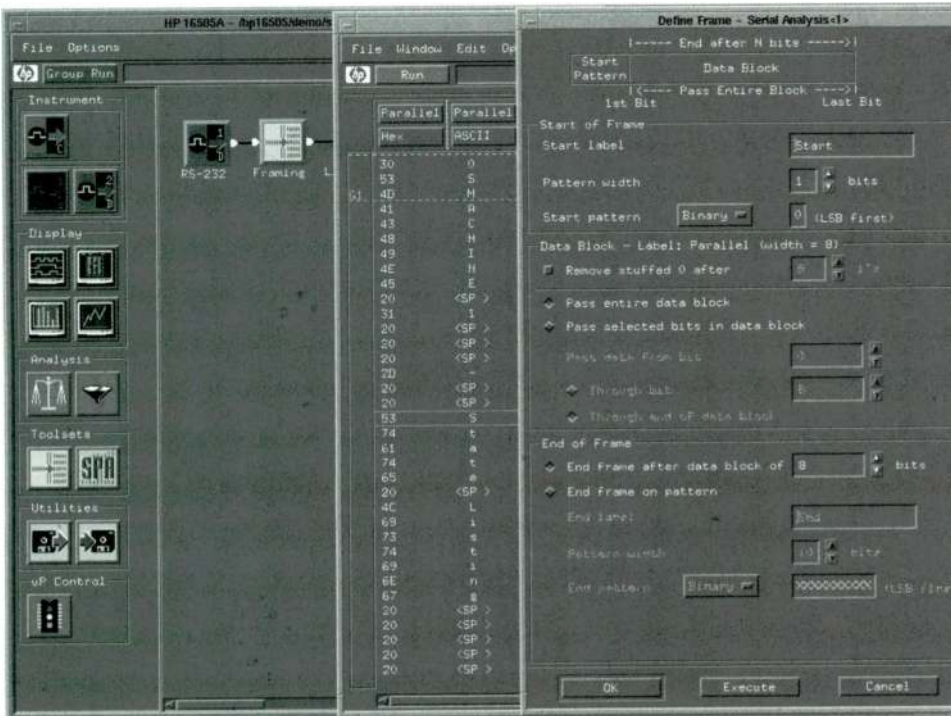 HP 16505A - /hp16505/demo/s
File Options
Group Run
Instrument
Display
Analysis
Toolsets
SPA
Utilities
uP Control
RS-232
Framing
File Window Edit
Run
Parallel Parallel
Hex ASCII
G1
30 0
53 S
4D M
41 A
43 C
48 H
49 I
4E N
45 E
20 <SP >
31 1
20 <SP >
20 <SP >
20 <SP >
2D -
20 <SP >
20 <SP >
53 S
74 t
61 a
74 t
65 e
20 <SP >
4C L
69 i
73 s
74 t
69 i
6E n
67 g
20 <SP >
20 <SP >
20 <SP >
20 <SP >
20 <SP >
Define Frame - Serial Analysis<1>
|----- End after N bits ----->|
Start Pattern Data Block
|<---- Pass Entire Block ---->|
1st Bit Last Bit
Start of Frame
Start label Start
Pattern width 1 bits
Start pattern Binary 0 (LSB first)
Data Block - Label: Parallel (width = 8)
Remove stuffed 0 after 1's
Pass entire data block
Pass selected bits in data block
Pass data from bit 0
Through bit
Through end of data block
End of Frame
End frame after data block of 8 bits
End frame on pattern
End label End
Pattern width 10 bits
End pattern Binary XXXXXXXXXX (LSB firs
OK Execute Cancel